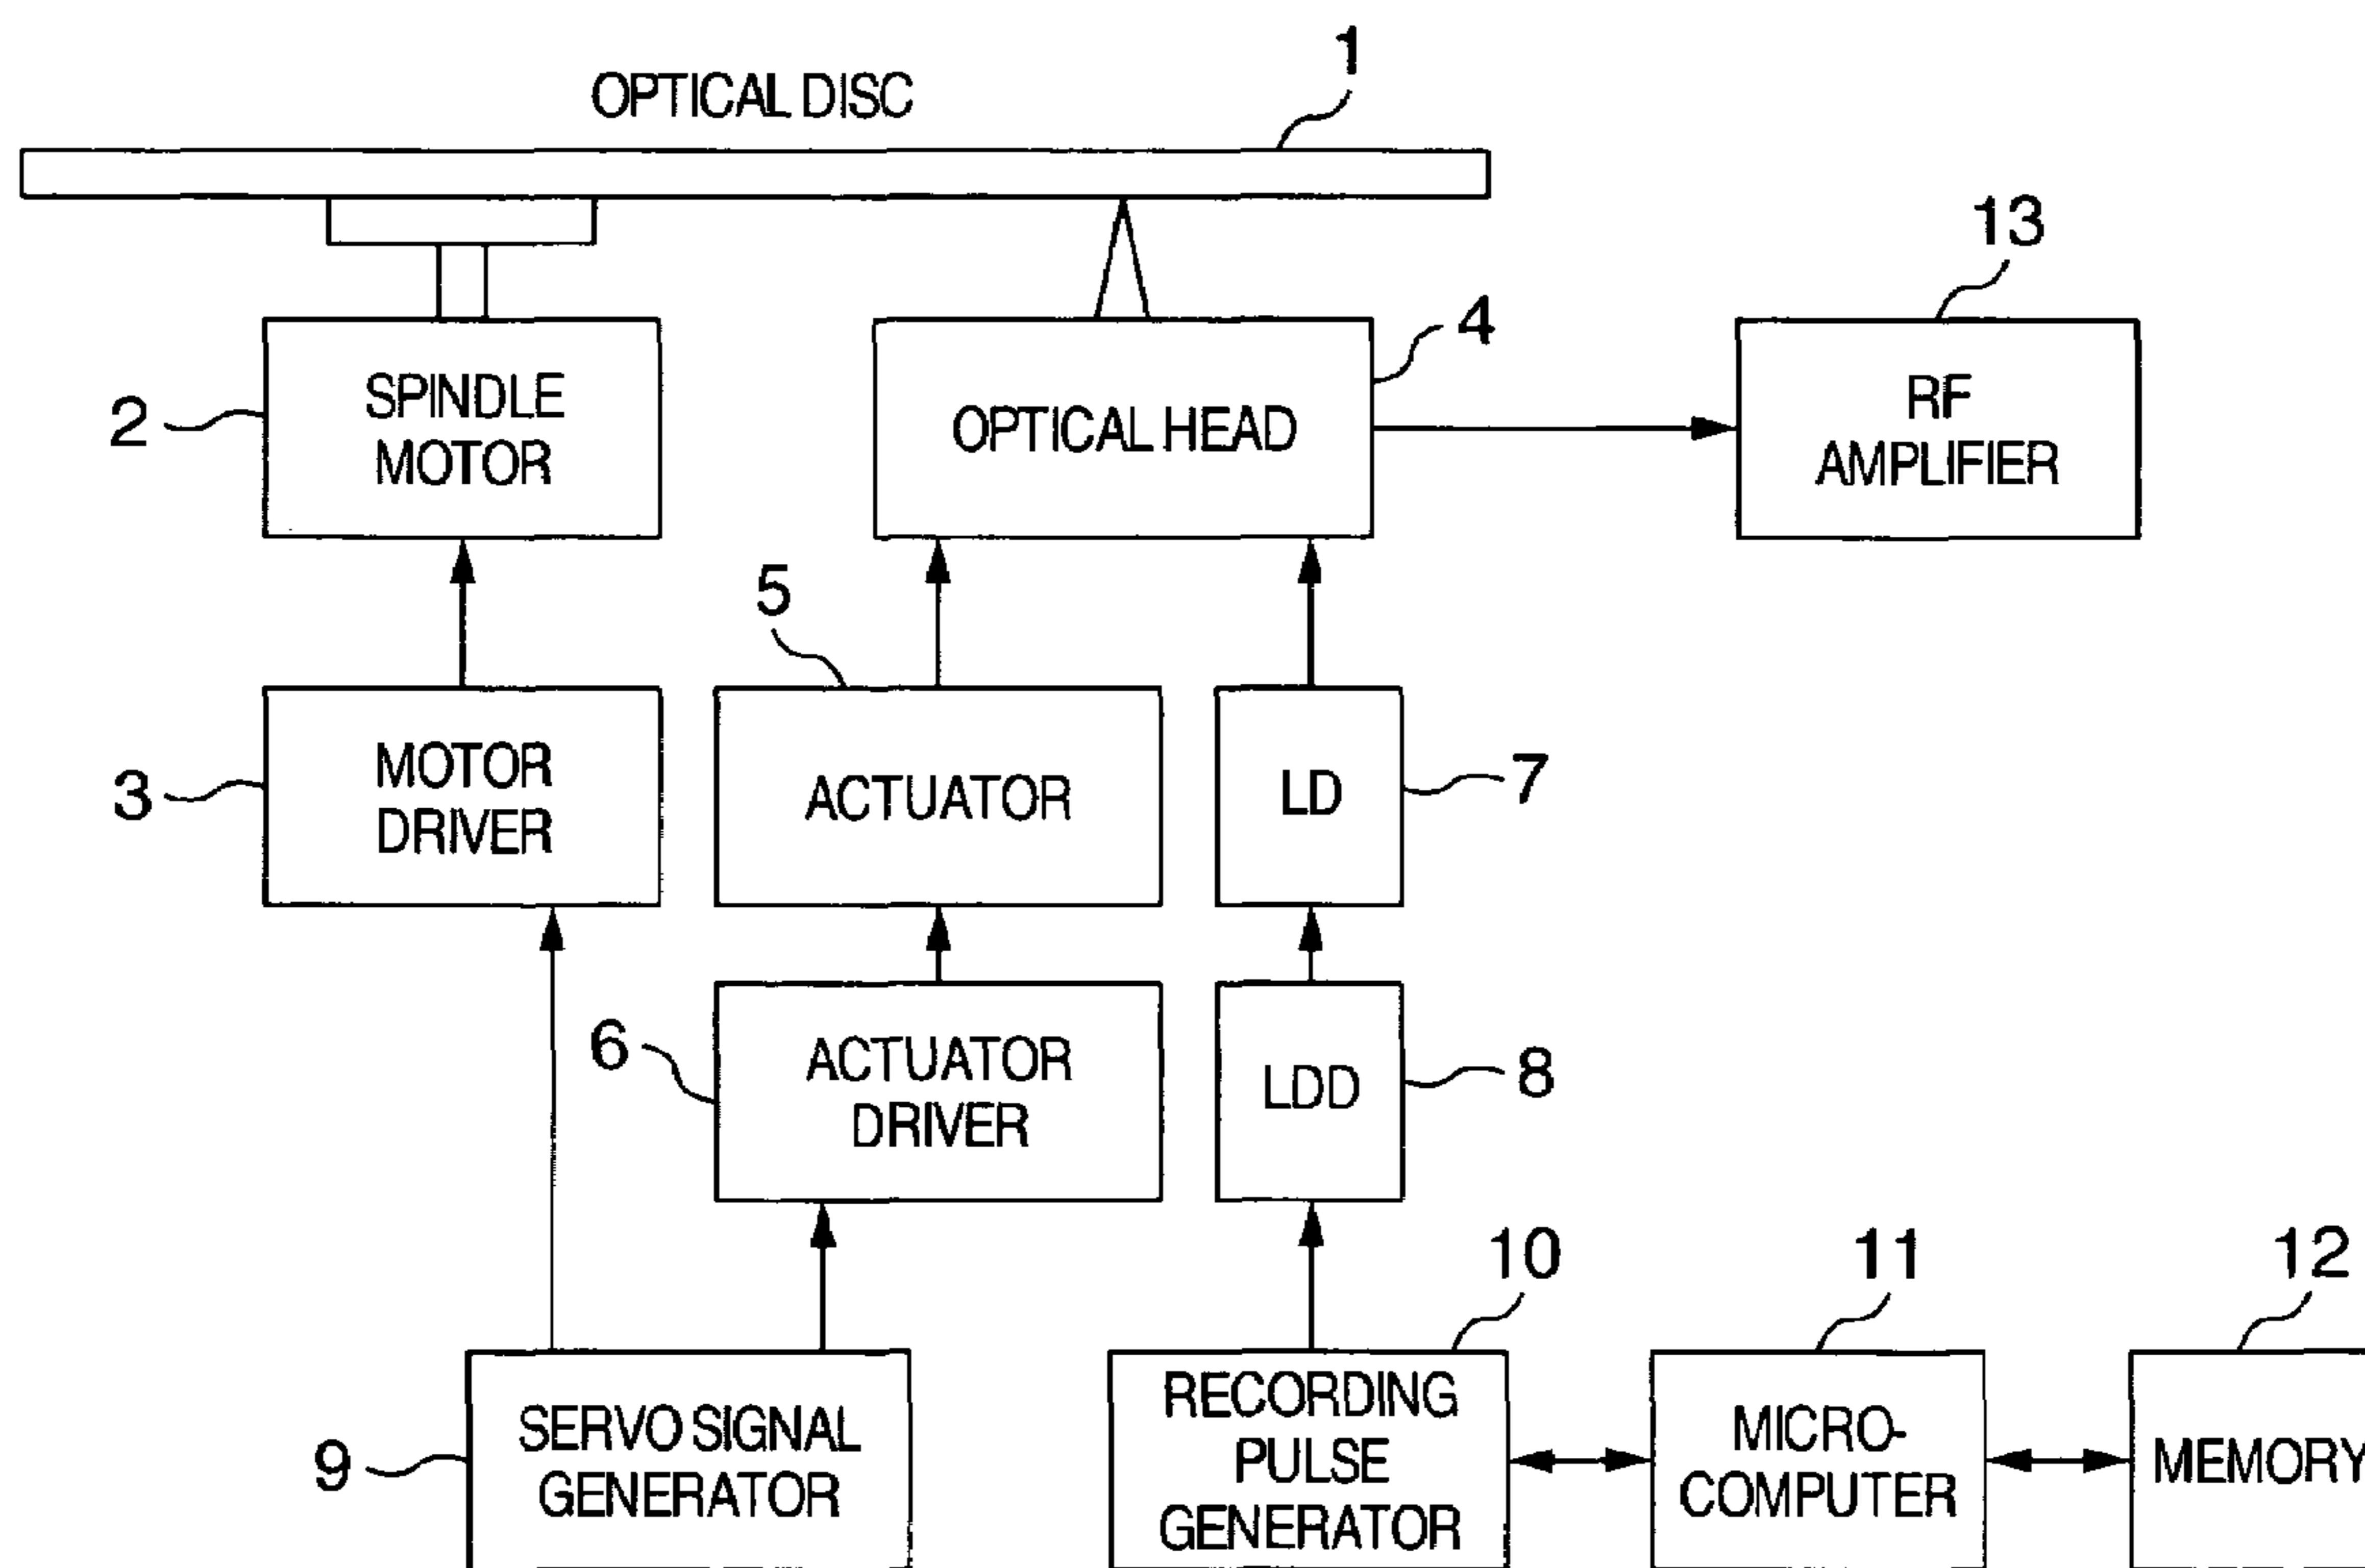 1
OPTICAL DISC
13
4
2
SPINDLE
MOTOR
OPTICAL HEAD
RF
AMPLIFIER
5
3
MOTOR
DRIVER
ACTUATOR
LD
7
6
ACTUATOR
DRIVER
LDD
8
10
11
12
9
SERVO SIGNAL
GENERATOR
RECORDING
PULSE
GENERATOR
MICRO-
COMPUTER
MEMORY